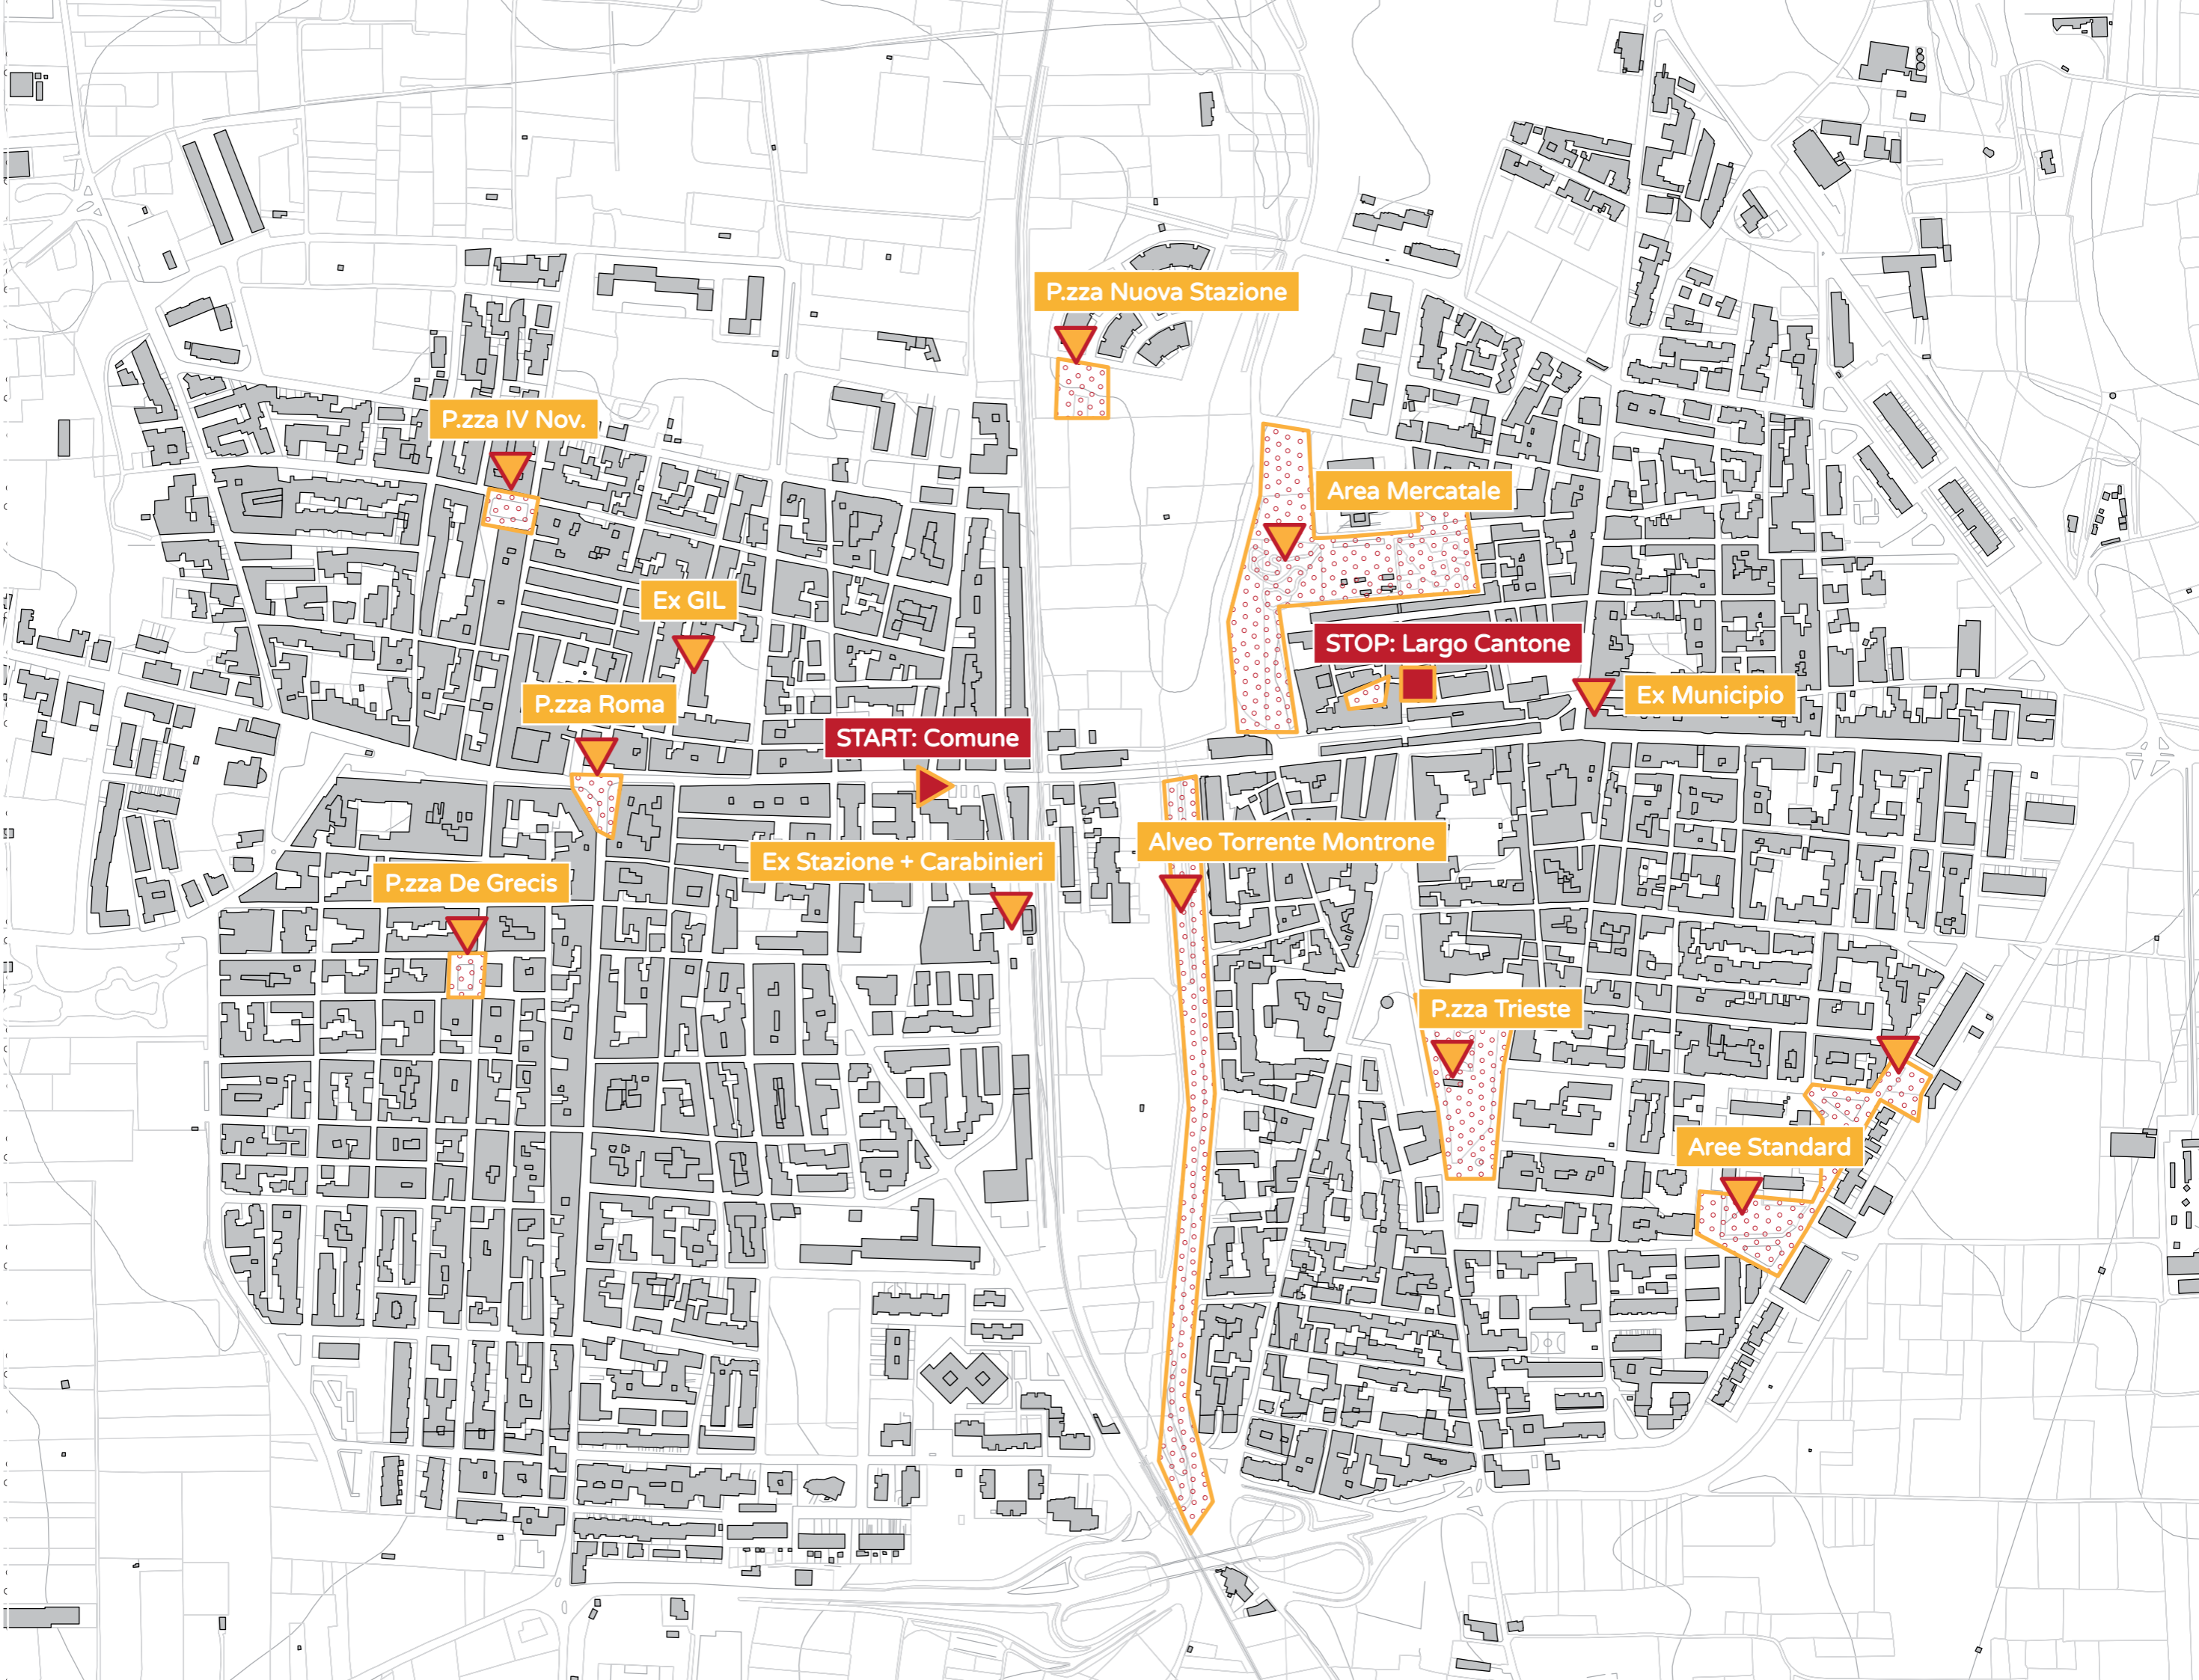 P.zza Nuova Stazione
P.zza IV Nov.
Area Mercatale
Ex GIL
STOP: Largo Cantone
Ex Municipio
P.zza Roma
START: Comune
Alveo Torrente Montrone
Ex Stazione + Carabinieri
P.zza De Grecis
P.zza Trieste
Aree Standard